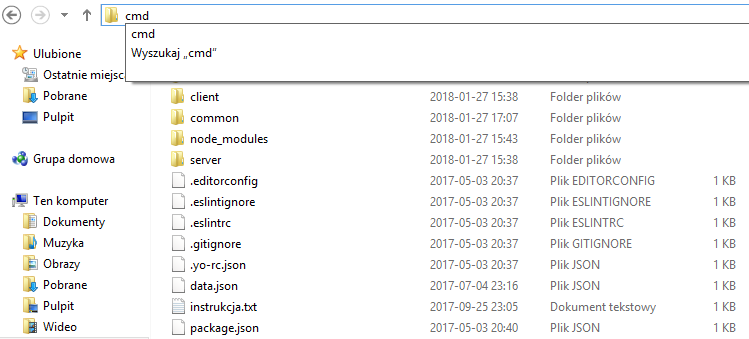 cmd
cmd
Wyszukaj „cmd”
Ulubione
Ostatnie miejsc
Pobrane
Pulpit
Grupa domowa
Ten komputer
Dokumenty
Muzyka
Obrazy
Pobrane
Pulpit
Wideo
client 2018-01-27 15:38 Folder plików
common 2018-01-27 17:07 Folder plików
node_modules 2018-01-27 15:43 Folder plików
server 2018-01-27 15:38 Folder plików
.editorconfig 2017-05-03 20:37 Plik EDITORCONFIG 1 KB
.eslintignore 2017-05-03 20:37 Plik ESLINTIGNORE 1 KB
.eslintrc 2017-05-03 20:37 Plik ESLINTRC 1 KB
.gitignore 2017-05-03 20:37 Plik GITIGNORE 1 KB
.yo-rc.json 2017-05-03 20:37 Plik JSON 1 KB
data.json 2017-07-04 23:16 Plik JSON 1 KB
instrukcja.txt 2017-09-25 23:05 Dokument tekstowy 1 KB
package.json 2017-05-03 20:40 Plik JSON 1 KB